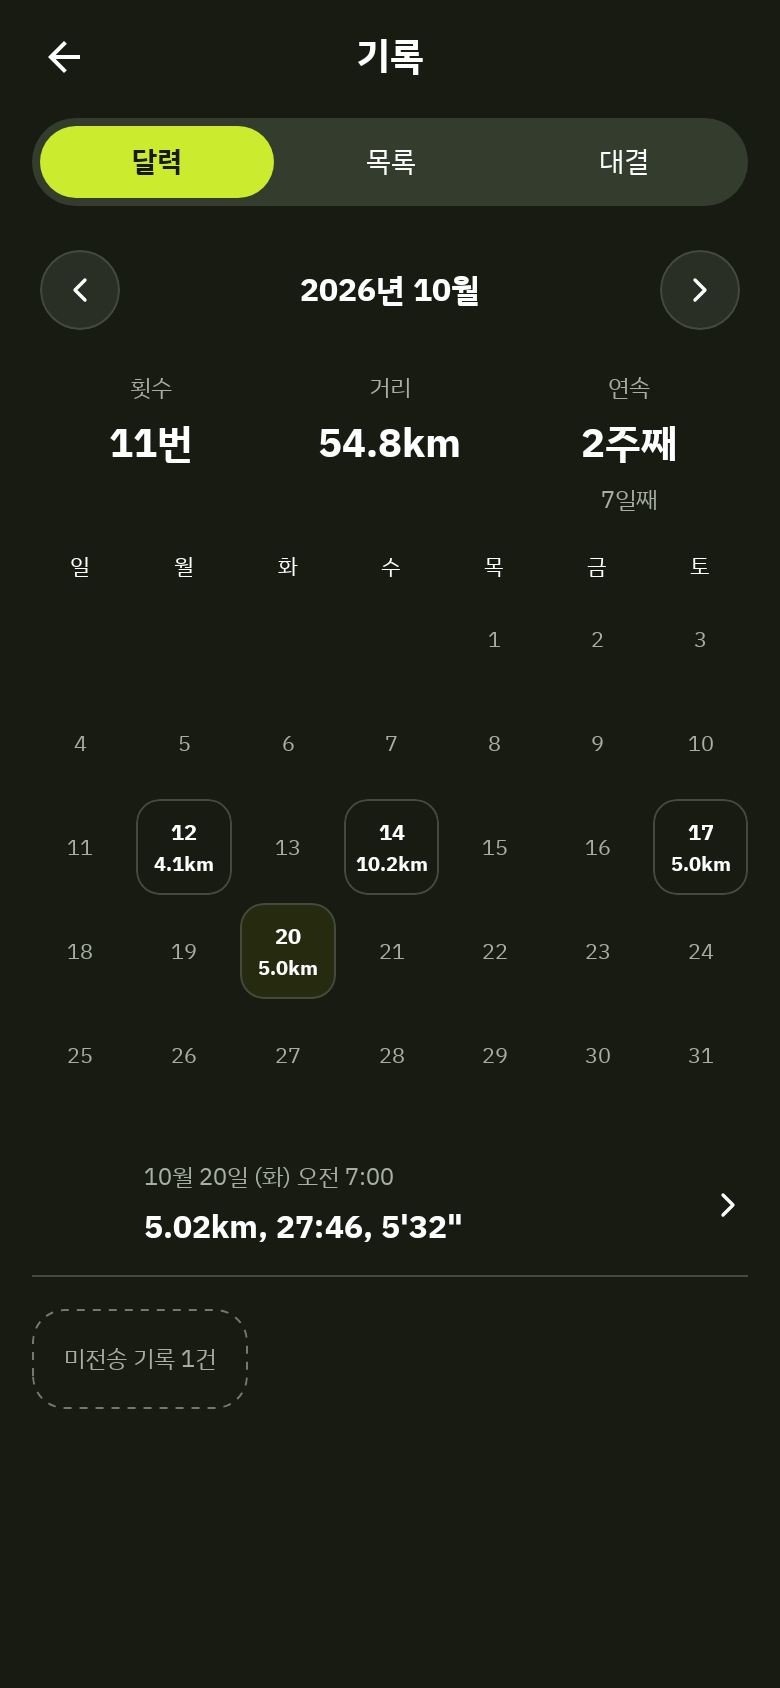 기록
달력 목록 대결
2026년 10월
횟수 거리 연속
11번 54.8km 2주째
7일째
일 월 화 수 목 금 토
1 2 3
4 5 6 7 8 9 10
11 12 13 14 15 16 17
4.1km 10.2km 5.0km
18 19 20 21 22 23 24
5.0km
25 26 27 28 29 30 31
10월 20일 (화) 오전 7:00
5.02km, 27:46, 5'32"
미전송 기록 1건